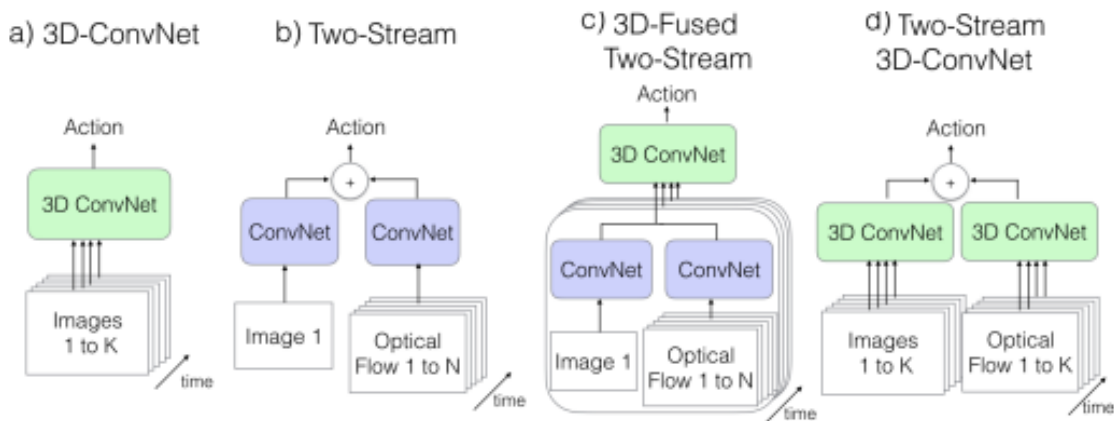 a) 3D-ConvNet
Action
3D ConvNet
Images
1 to K
time
b) Two-Stream
Action
+
ConvNet
ConvNet
Image 1
Optical
Flow 1 to N
time
c) 3D-Fused
Two-Stream
Action
3D ConvNet
ConvNet
ConvNet
Image 1
Optical
Flow 1 to N
time
d) Two-Stream
3D-ConvNet
Action
+
3D ConvNet
3D ConvNet
Images
1 to K
Optical
Flow 1 to K
time